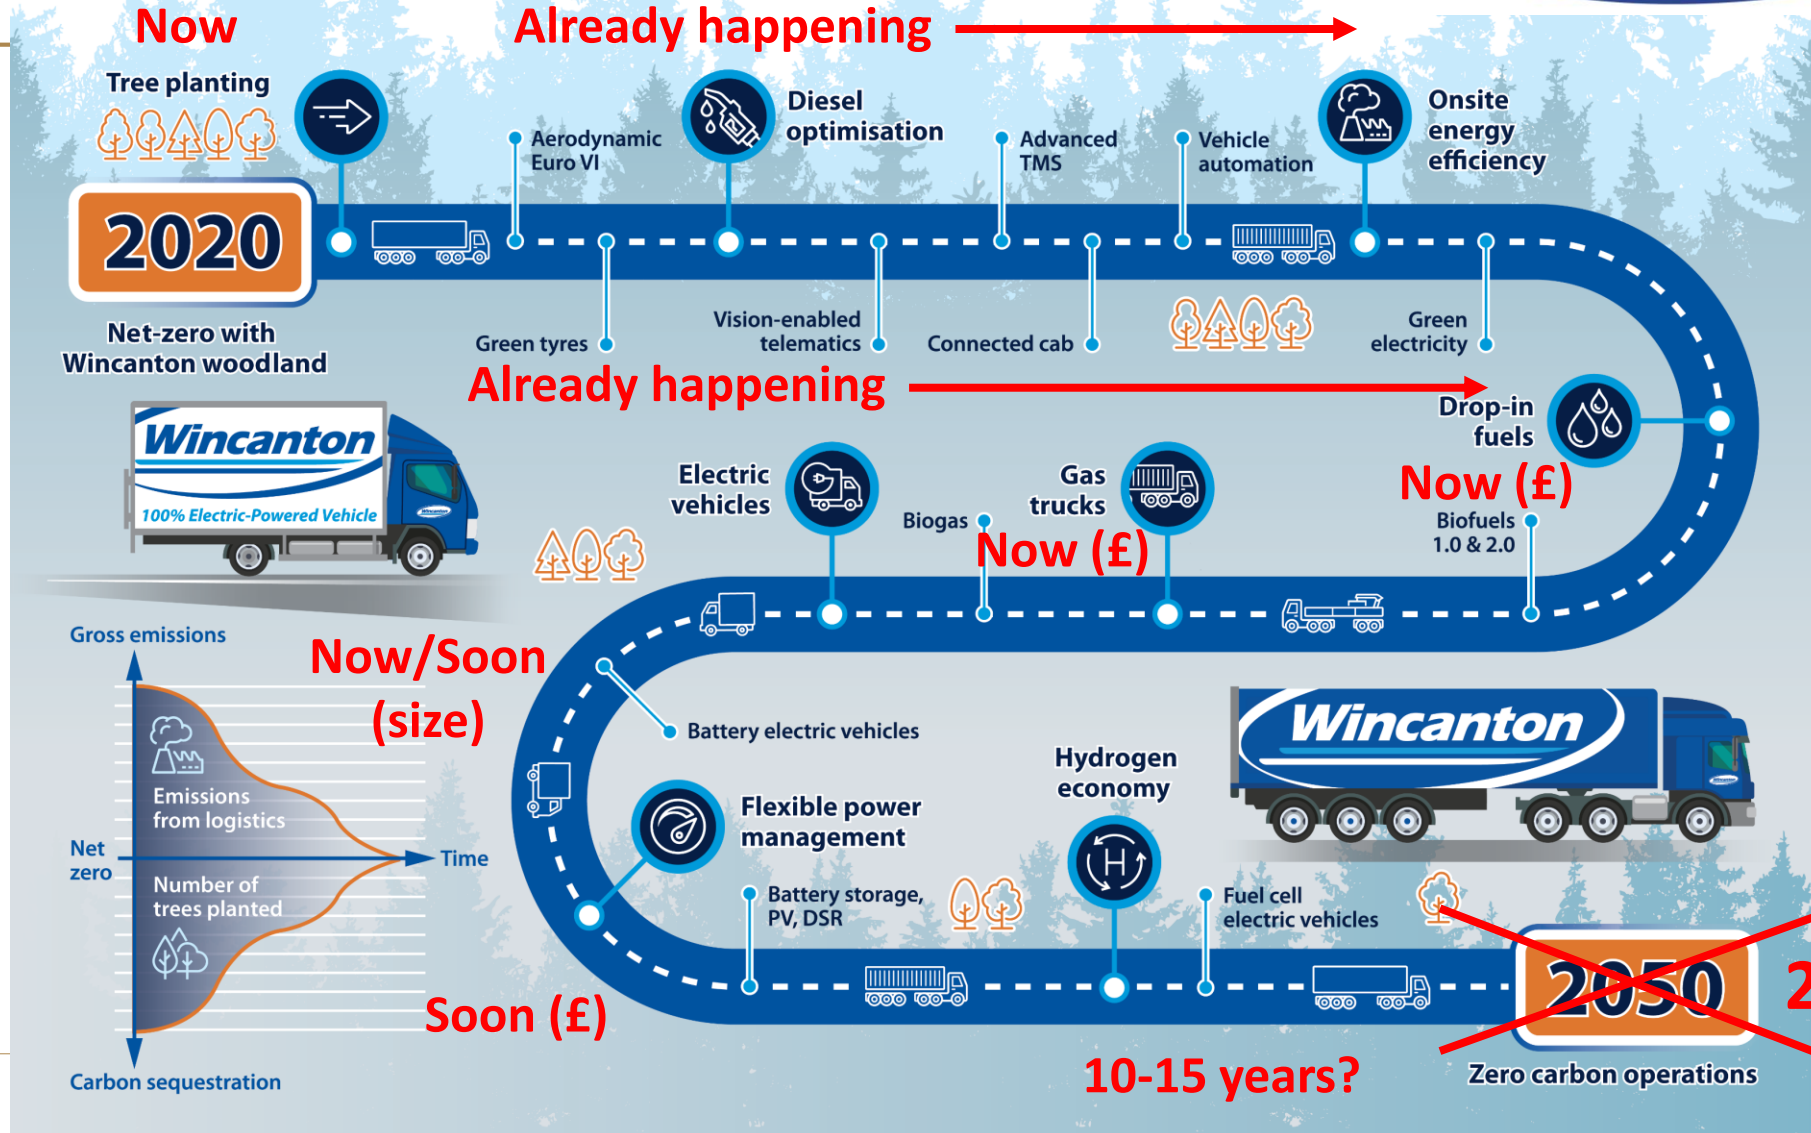 Now
Already happening
Tree planting
Diesel
optimisation
Onsite
energy
efficiency
Aerodynamic
Euro VI
Advanced
TMS
Vehicle
automation
2020
Net-zero with
Wincanton woodland
Green tyres
Vision-enabled
telematics
Connected cab
Green
electricity
Already happening
Drop-in
fuels
Now (£)
Biofuels
1.0 & 2.0
Gas
trucks
Now (£)
Biogas
Electric
vehicles
Wincanton
100% Electric-Powered Vehicle
Wincanton
Now/Soon
(size)
Battery electric vehicles
Gross emissions
Emissions
from logistics
Net
zero
Time
Number of
trees planted
Carbon sequestration
Flexible power
management
Battery storage,
PV, DSR
Soon (£)
Hydrogen
economy
H
Fuel cell
electric vehicles
Wincanton
Wincanton
10-15 years?
2050
2
Zero carbon operations